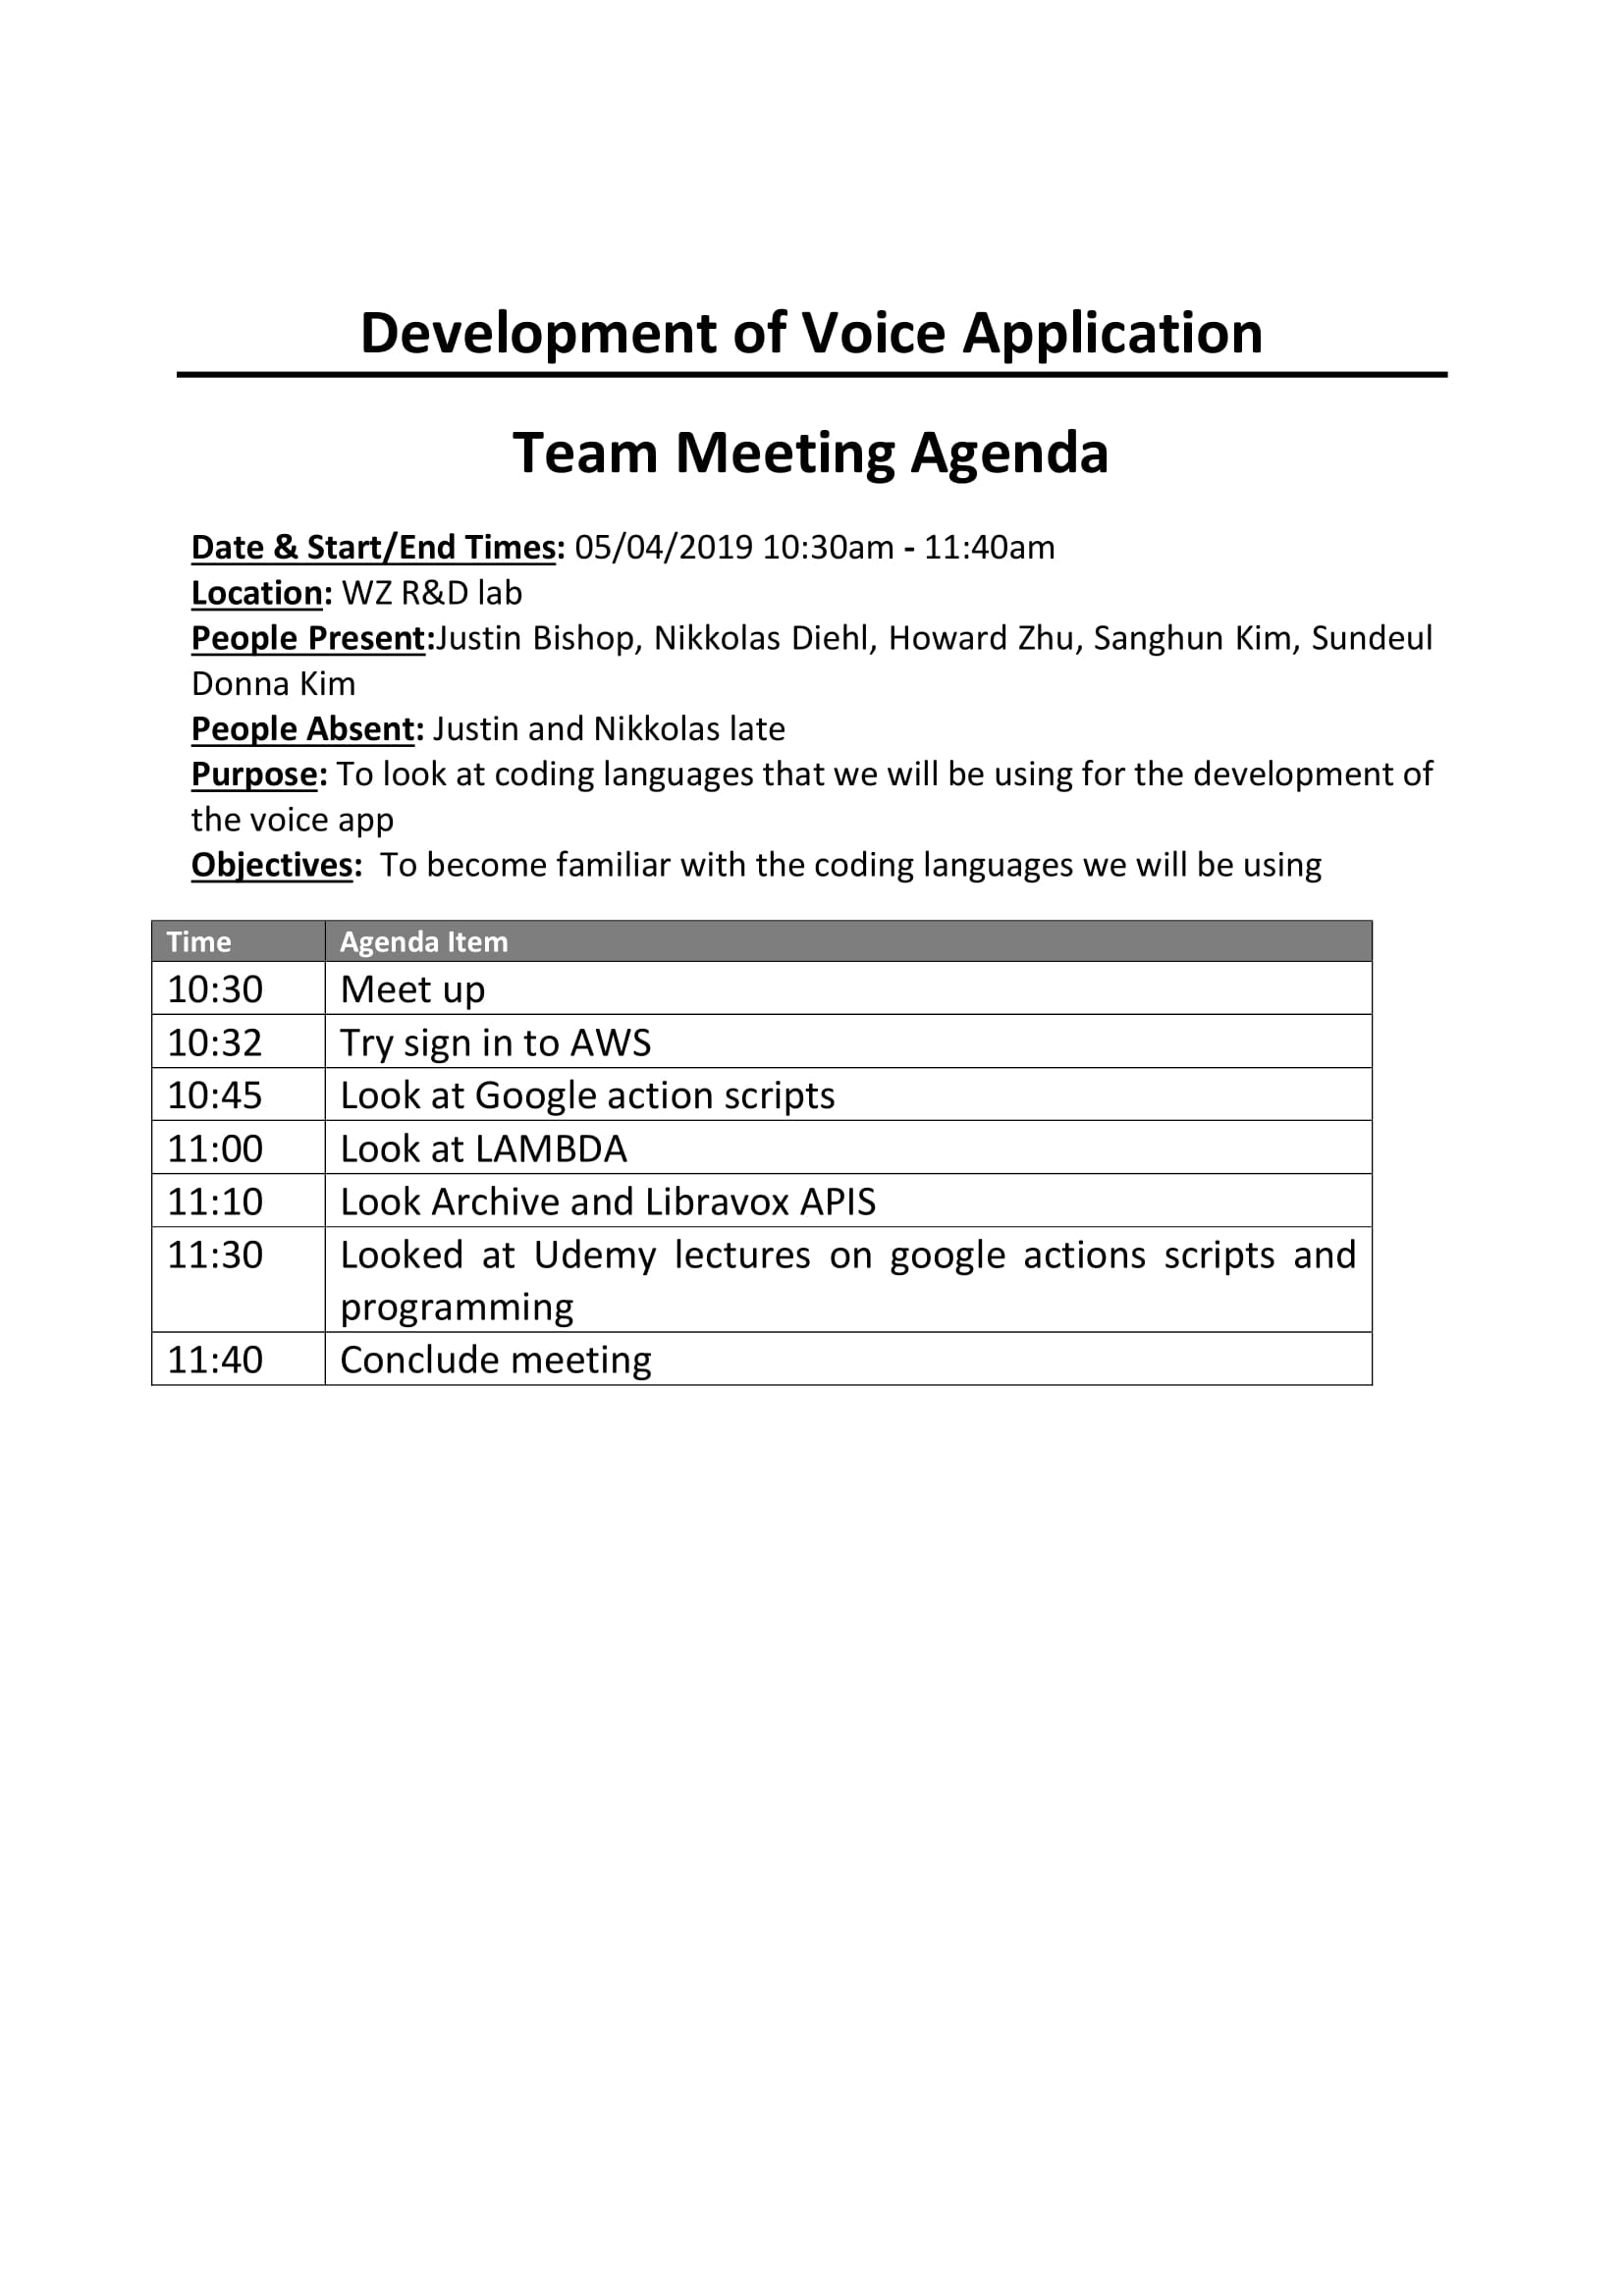 Development of Voice Application
Team Meeting Agenda
Date & Start/End Times: 05/04/2019 10:30am - 11:40am
Location: WZ R&D lab
People Present:Justin Bishop, Nikkolas Diehl, Howard Zhu, Sanghun Kim, Sundeul
Donna Kim
People Absent: Justin and Nikkolas late
Purpose: To look at coding languages that we will be using for the development of
the voice app
Objectives:  To become familiar with the coding languages we will be using
Time Agenda Item
10:30 Meet up
10:32 Try sign in to AWS
10:45 Look at Google action scripts
11:00 Look at LAMBDA
11:10 Look Archive and Libravox APIS
11:30 Looked at Udemy lectures on google actions scripts and
programming
11:40 Conclude meeting